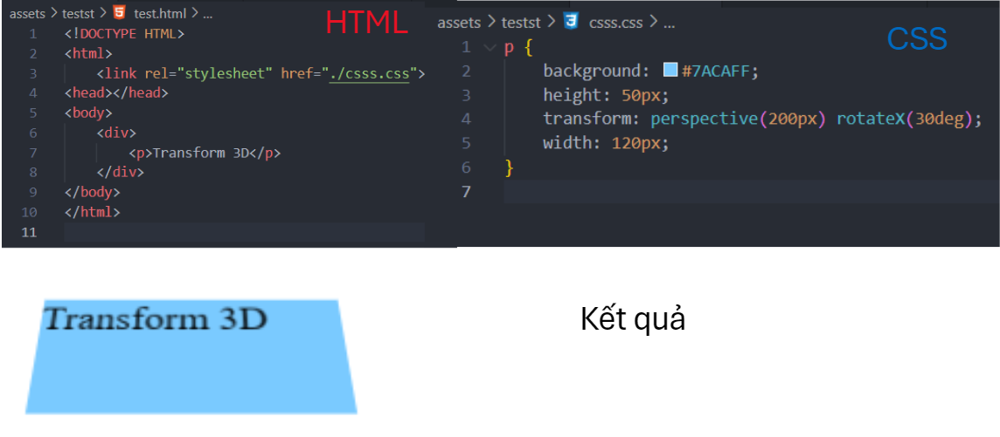 assets > testst > test.html > ...
HTML
1 <!DOCTYPE HTML>
2 <html>
3 <link rel="stylesheet" href="./csss.css">
4 <head></head>
5 <body>
6 <div>
7 <p>Transform 3D</p>
8 </div>
9 </body>
10 </html>
11
assets > testst > csss.css > ...
CSS
1 p {
2 background: #7ACAFF;
3 height: 50px;
4 transform: perspective(200px) rotateX(30deg);
5 width: 120px;
6 }
7
Transform 3D
Kết quả